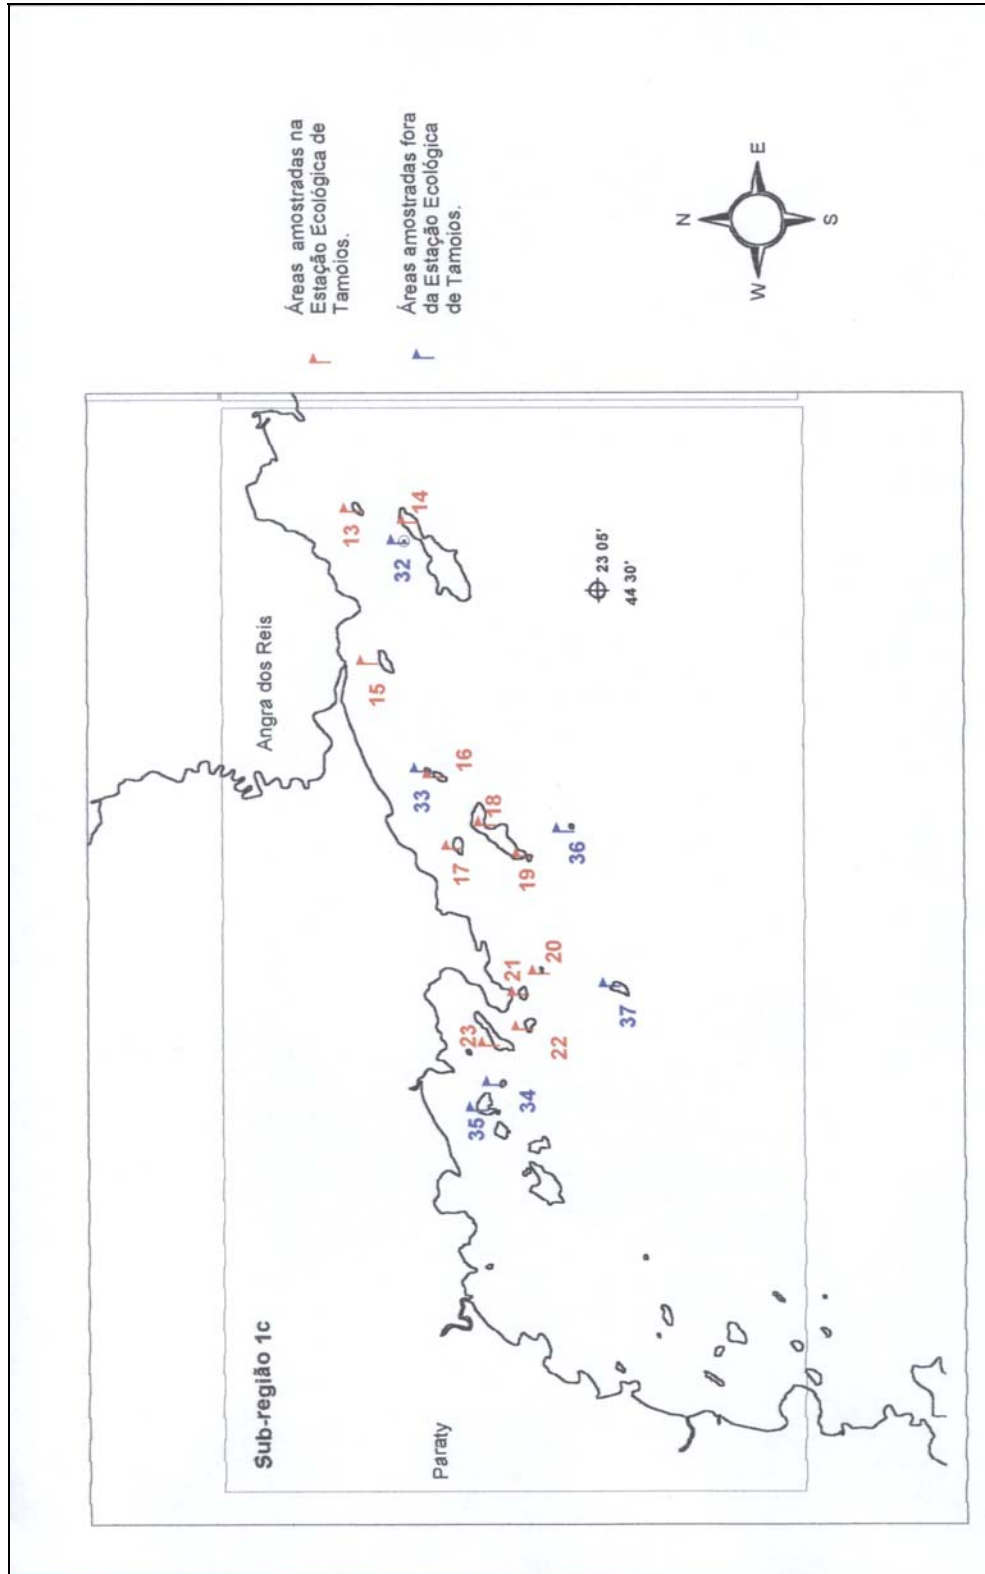 Sub-região 1c
Paraty
Angra dos Reis
13
14
32
15
16
33
17
18
19
36
20
21
22
23
37
34
35
23 05'
44 30'
Áreas amostradas na
Estação Ecológica de
Tamoios.
Áreas amostradas fora
da Estação Ecológica
de Tamoios.
N
W
E
S